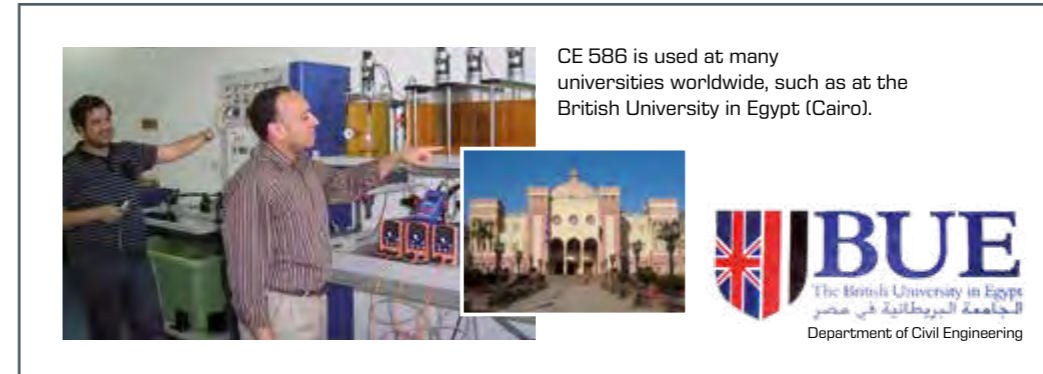 CE 586 is used at many
universities worldwide, such as at the
British University in Egypt (Cairo).
BUE
The British University in Egypt
الجامعة البريطانية في مصر
Department of Civil Engineering